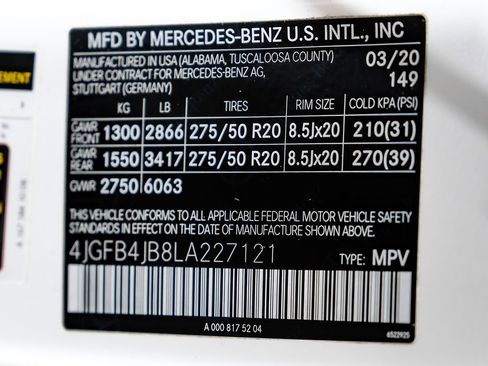 MFD BY MERCEDES-BENZ U.S. INTL., INC
MANUFACTURED IN USA (ALABAMA, TUSCALOOSA COUNTY) 03/20
UNDER CONTRACT FOR MERCEDES-BENZ AG, 149
STUTTGART (GERMANY)
KG LB TIRES RIM SIZE COLD KPA (PSI)
GAWR FRONT 1300 2866 275/50 R20 8.5Jx20 210(31)
GAWR REAR 1550 3417 275/50 R20 8.5Jx20 270(39)
GVWR 2750 6063
THIS VEHICLE CONFORMS TO ALL APPLICABLE FEDERAL MOTOR VEHICLE SAFETY
STANDARDS IN EFFECT ON THE DATE OF MANUFACTURE SHOWN ABOVE.
4JGFB4JB8LA227121 TYPE: MPV
A 000 817 52 04
6522925